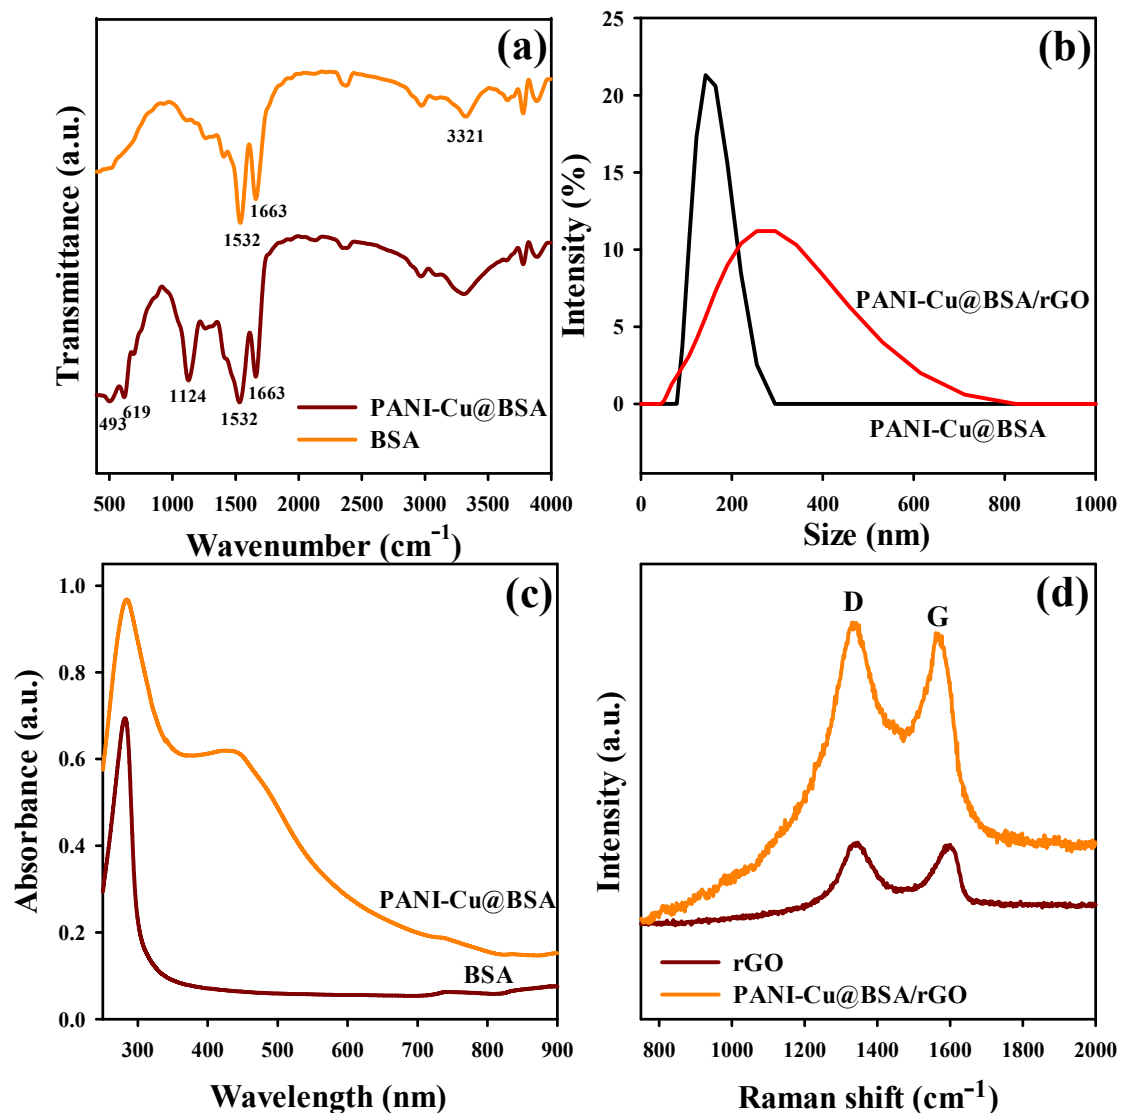 (a)
Transmittance (a.u.)
3321
1663
1532
493
619
1124
1532
1663
PANI-Cu@BSA
BSA
500 1000 1500 2000 2500 3000 3500 4000
Wavenumber (cm⁻¹)
(b)
Intensity (%)
25
20
15
10
5
0
PANI-Cu@BSA/rGO
PANI-Cu@BSA
0 200 400 600 800 1000
Size (nm)
(c)
Absorbance (a.u.)
1.0
0.8
0.6
0.4
0.2
0.0
PANI-Cu@BSA
BSA
300 400 500 600 700 800 900
Wavelength (nm)
(d)
Intensity (a.u.)
D
G
rGO
PANI-Cu@BSA/rGO
800 1000 1200 1400 1600 1800 2000
Raman shift (cm⁻¹)